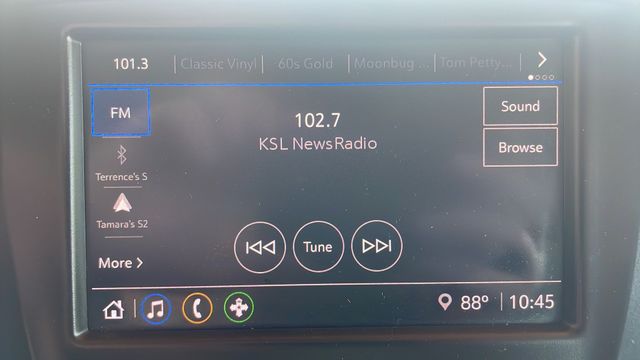 101.3 Classic Vinyl 60s Gold Moonbug ... Tom Petty...
FM
102.7
KSL NewsRadio
Sound
Browse
Terrence's S
Tamara's S2
More
Tune
88° 10:45